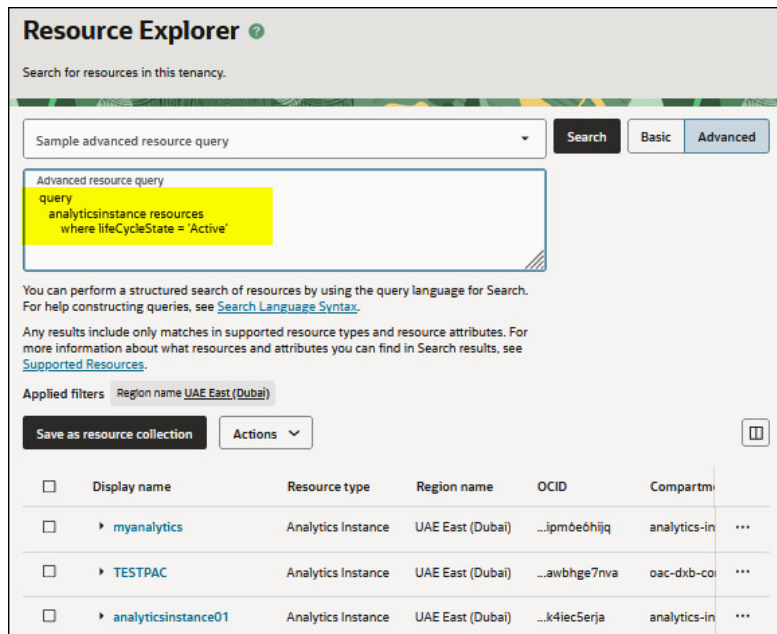 Resource Explorer
Search for resources in this tenancy.
Sample advanced resource query
Search
Basic
Advanced
Advanced resource query
query
analyticsinstance resources
where lifeCycleState = 'Active'
You can perform a structured search of resources by using the query language for Search.
For help constructing queries, see Search Language Syntax.
Any results include only matches in supported resource types and resource attributes. For
more information about what resources and attributes you can find in Search results, see
Supported Resources.
Applied filters Region name UAE East (Dubai)
Save as resource collection
Actions
Display name Resource type Region name OCID Compartm
myanalytics Analytics Instance UAE East (Dubai) ...ipm6e6hijq analytics-in
TESTPAC Analytics Instance UAE East (Dubai) ...awbhge7nva oac-dxb-co
analyticsinstance01 Analytics Instance UAE East (Dubai) ...k4iec5erja analytics-in